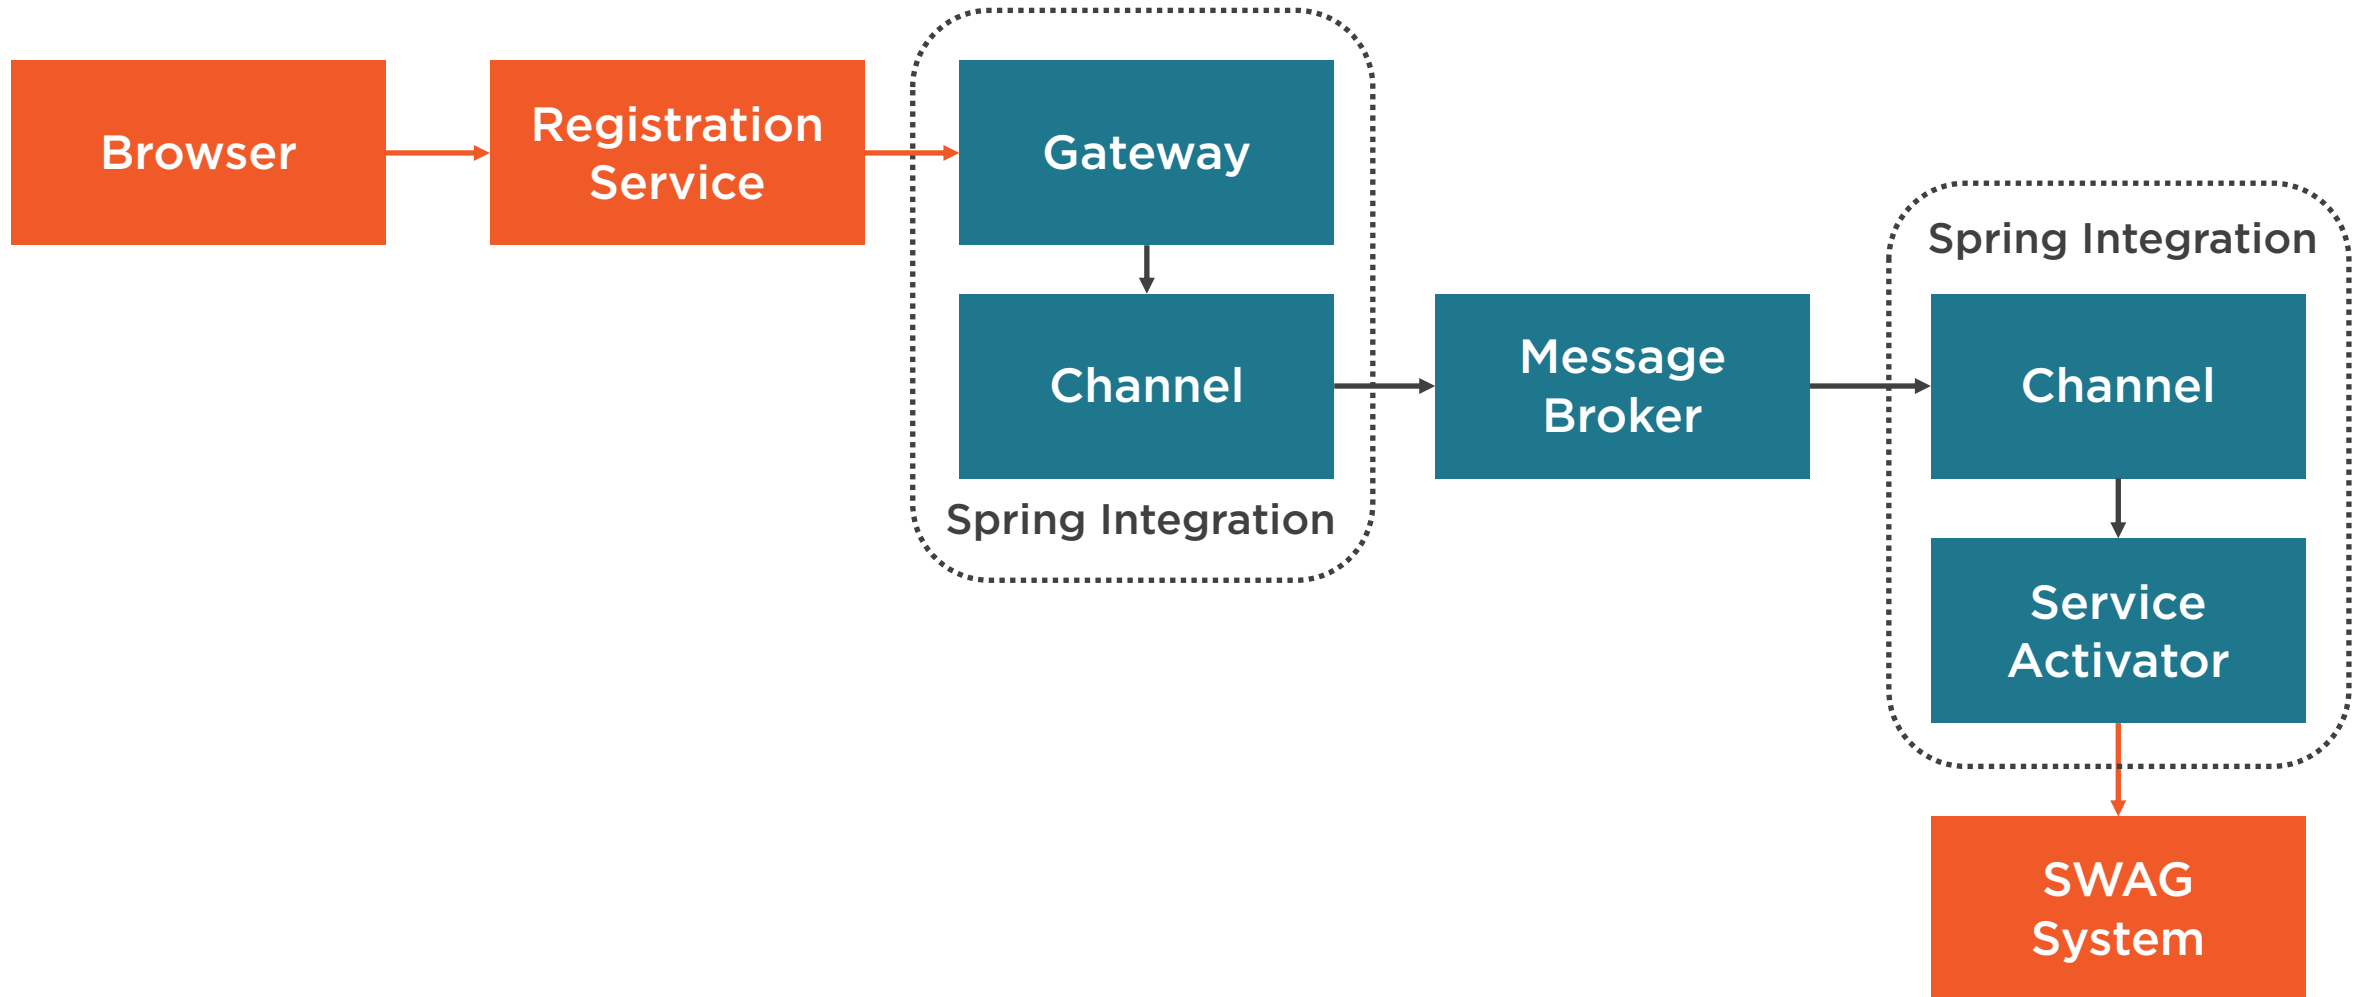 Browser
Registration
Service
Gateway
Channel
Spring Integration
Message
Broker
Spring Integration
Channel
Service
Activator
SWAG
System